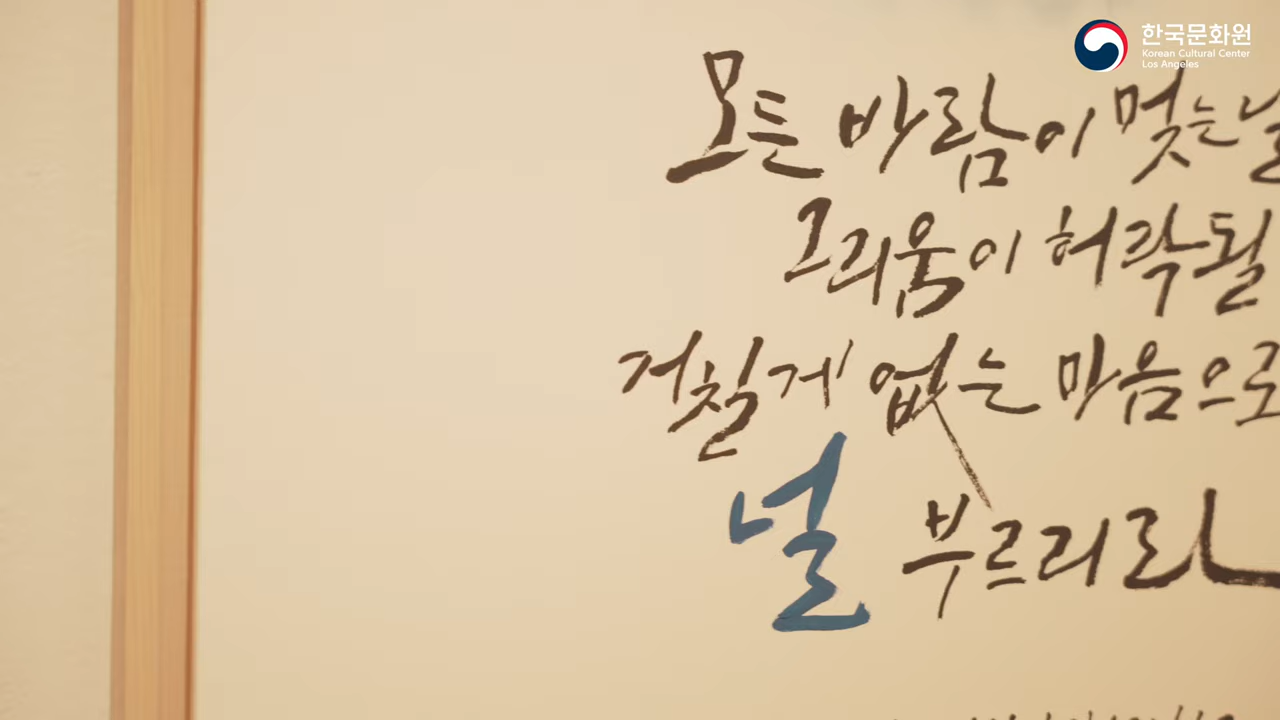 한국문화원
Korean Cultural Center
Los Angeles
모든 바람이 멎는
그리움이 허락될
거칠게 없는 마음으로
널 부르리라